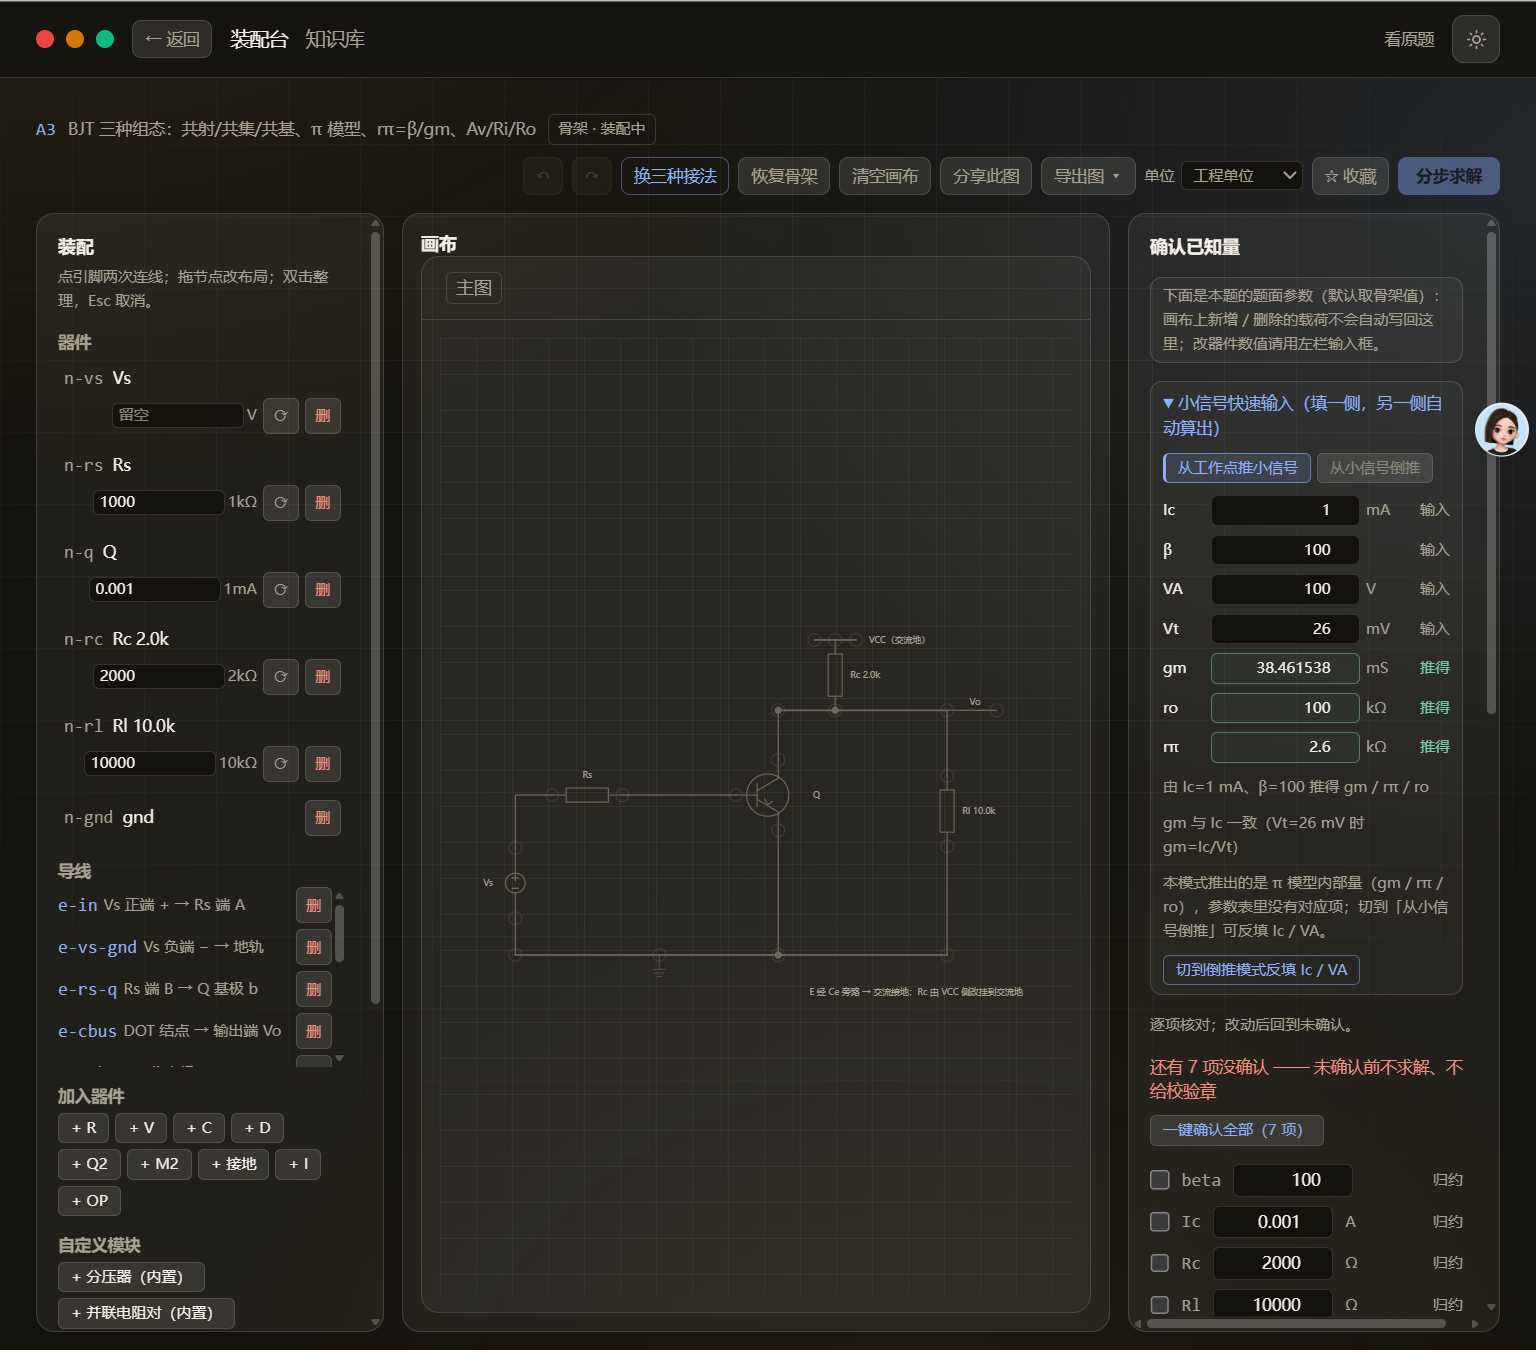 ← 返回
装配台
知识库
看原题
A3 BJT 三种组态：共射/共集/共基、π 模型、rπ=β/gm、Av/Ri/Ro
骨架 · 装配中
换三种接法
恢复骨架
清空画布
分享此图
导出图
单位
工程单位
☆ 收藏
分步求解
装配
点引脚两次连线；拖节点改布局；双击整
理，Esc 取消。
器件
n-vs Vs
留空 V
删
n-rs Rs
1000 1kΩ
删
n-q Q
0.001 1mA
删
n-rc Rc 2.0k
2000 2kΩ
删
n-rl Rl 10.0k
10000 10kΩ
删
n-gnd gnd
删
导线
e-in Vs 正端 + → Rs 端 A
删
e-vs-gnd Vs 负端 − → 地轨
删
e-rs-q Rs 端 B → Q 基极 b
删
e-cbus DOT 结点 → 输出端 Vo
删
加入器件
+ R
+ V
+ C
+ D
+ Q2
+ M2
+ 接地
+ I
+ OP
自定义模块
+ 分压器（内置）
+ 并联电阻对（内置）
画布
主图
VCC（交流地）
Rc 2.0k
Vo
Rs
Q
Rl 10.0k
Vs
E 经 Ce 旁路 → 交流接地；Rc 由 VCC 侧改挂到交流地
确认已知量
下面是本题的题面参数（默认取骨架值）：
画布上新增 / 删除的载荷不会自动写回这
里；改器件数值请用左栏输入框。
▼ 小信号快速输入（填一侧，另一侧自
动算出）
从工作点推小信号
从小信号倒推
Ic 1 mA 输入
β 100 输入
VA 100 V 输入
Vt 26 mV 输入
gm 38.461538 mS 推得
ro 100 kΩ 推得
rπ 2.6 kΩ 推得
由 Ic=1 mA、β=100 推得 gm / rπ / ro
gm 与 Ic 一致（Vt=26 mV 时
gm=Ic/Vt）
本模式推出的是 π 模型内部量（gm / rπ /
ro），参数表里没有对应项；切到「从小信
号倒推」可反填 Ic / VA。
切到倒推模式反填 Ic / VA
逐项核对；改动后回到未确认。
还有 7 项没确认 —— 未确认前不求解、不
给校验章
一键确认全部（7 项）
beta 100 归约
Ic 0.001 A 归约
Rc 2000 Ω 归约
Rl 10000 Ω 归约